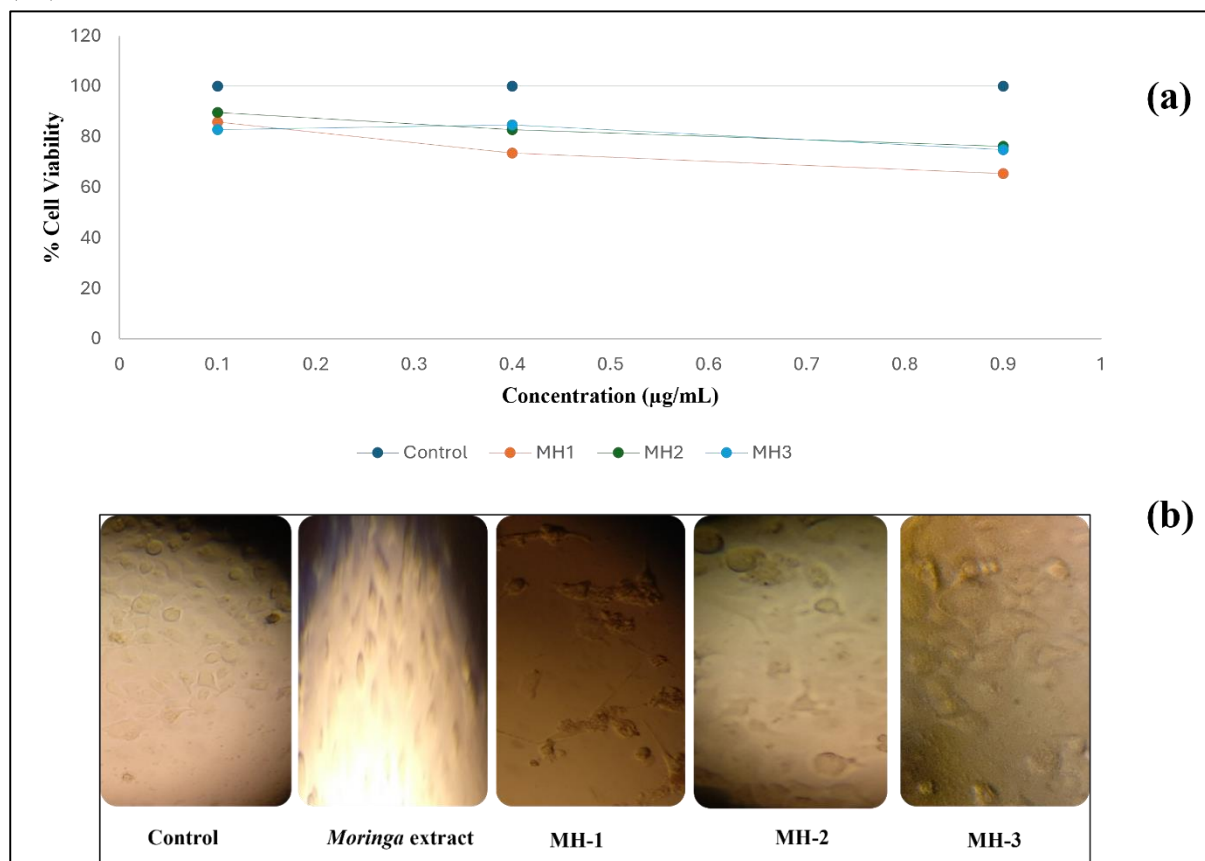 120
(a)
100
80
60
40
20
0
% Cell Viability
0 0.1 0.2 0.3 0.4 0.5 0.6 0.7 0.8 0.9 1
Concentration (µg/mL)
Control MH1 MH2 MH3
(b)
Control Moringa extract MH-1 MH-2 MH-3